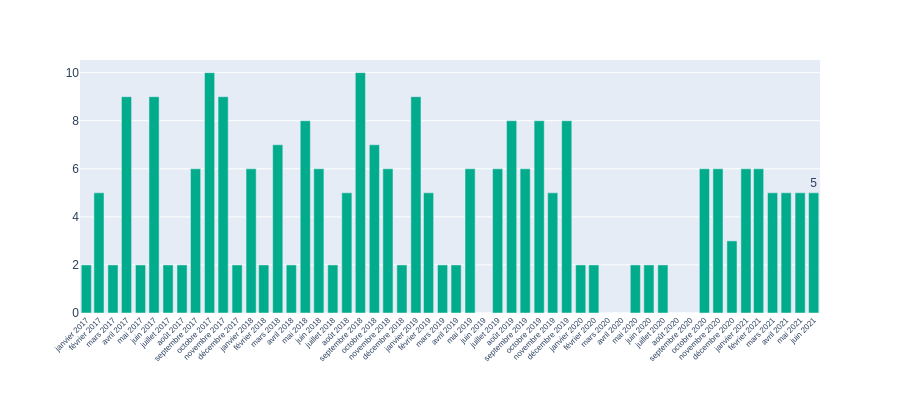 10
8
6
4
2
0
5
janvier 2017
février 2017
mars 2017
avril 2017
mai 2017
juin 2017
juillet 2017
août 2017
septembre 2017
octobre 2017
novembre 2017
décembre 2017
janvier 2018
février 2018
mars 2018
avril 2018
mai 2018
juin 2018
juillet 2018
août 2018
septembre 2018
octobre 2018
novembre 2018
décembre 2018
janvier 2019
février 2019
mars 2019
avril 2019
mai 2019
juin 2019
juillet 2019
août 2019
septembre 2019
octobre 2019
novembre 2019
décembre 2019
janvier 2020
février 2020
mars 2020
avril 2020
mai 2020
juin 2020
juillet 2020
août 2020
septembre 2020
octobre 2020
novembre 2020
décembre 2020
janvier 2021
février 2021
mars 2021
avril 2021
mai 2021
juin 2021